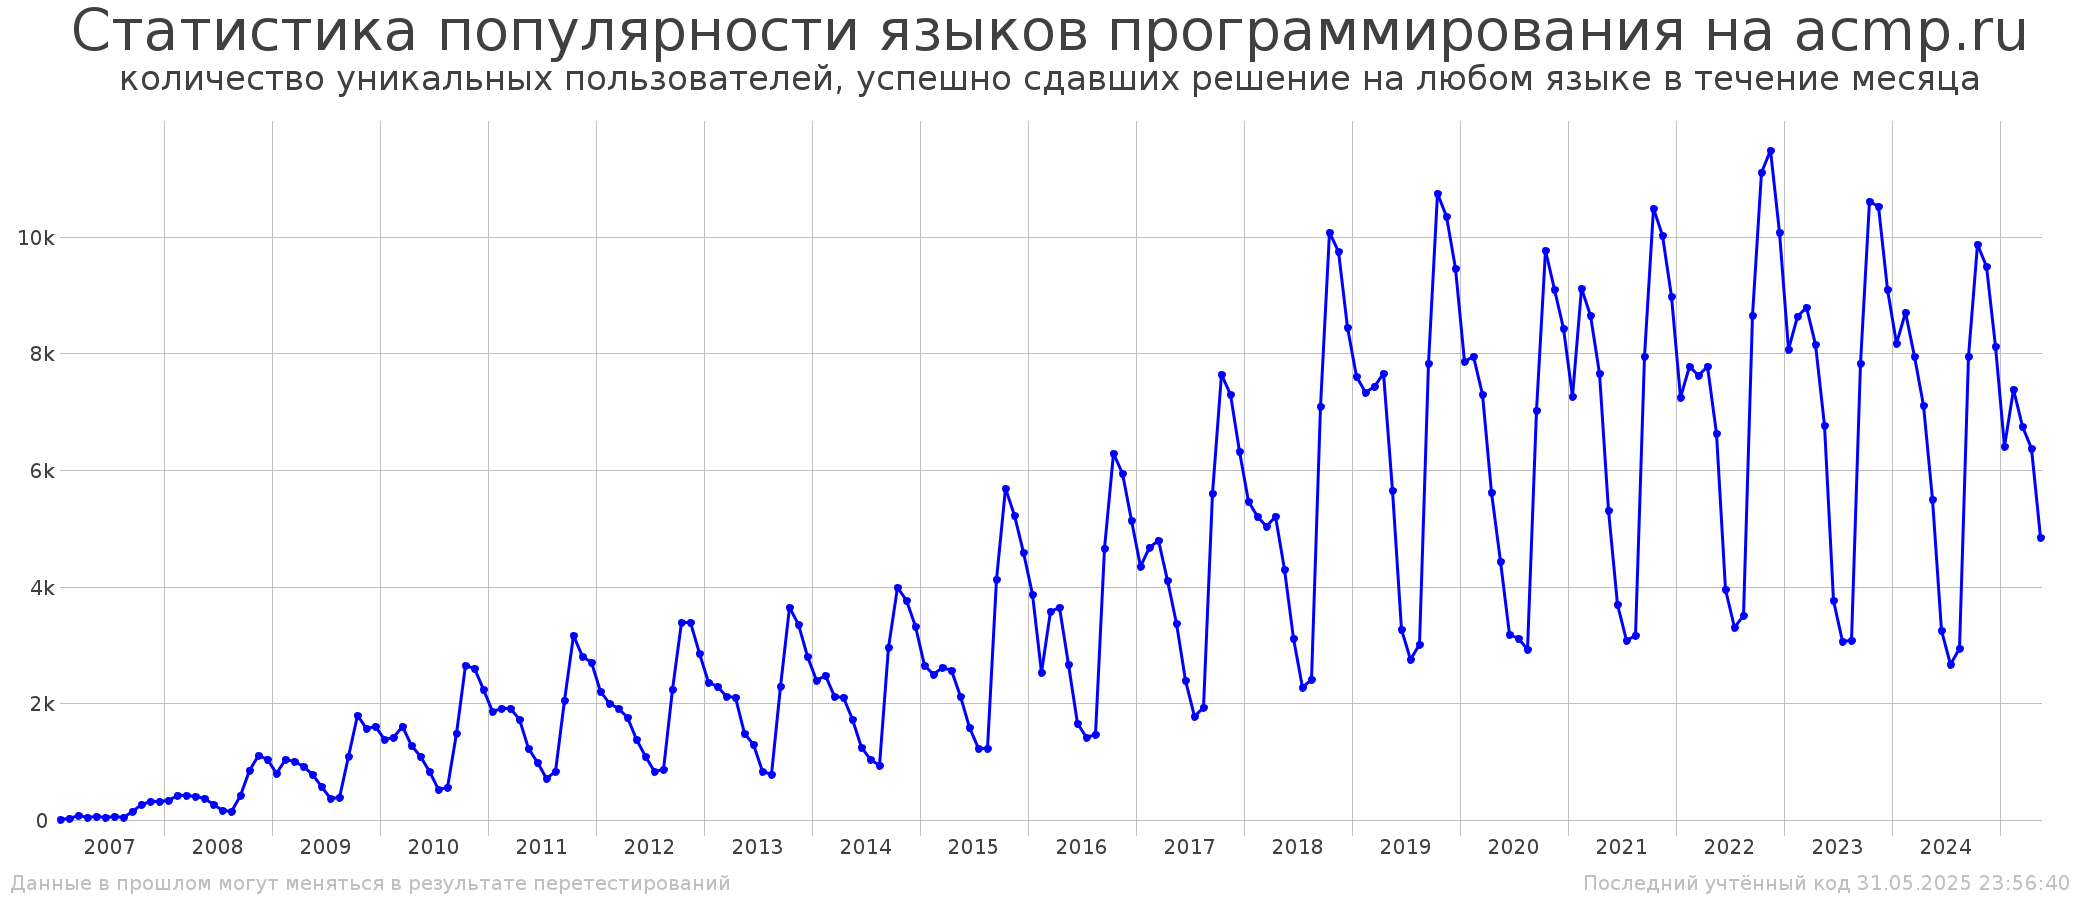 Статистика популярности языков программирования на acmp.ru
количество уникальных пользователей, успешно сдавших решение на любом языке в течение месяца
10k
8k
6k
4k
2k
0
2007 2008 2009 2010 2011 2012 2013 2014 2015 2016 2017 2018 2019 2020 2021 2022 2023 2024
Данные в прошлом могут меняться в результате перетестирований
Последний учтённый код 31.05.2025 23:56:40